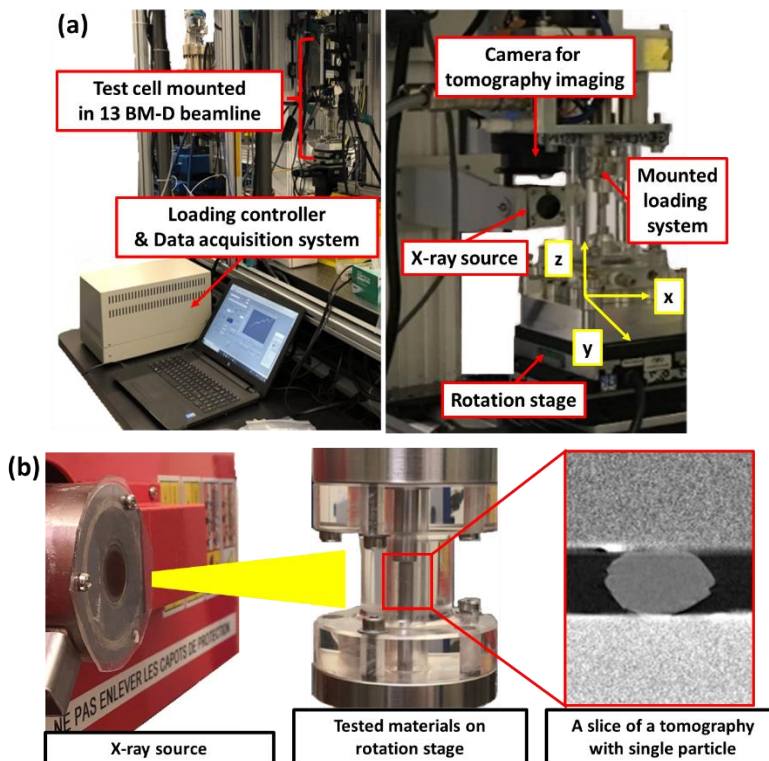 (a)
Test cell mounted
in 13 BM-D beamline
Loading controller
& Data acquisition system
Camera for
tomography imaging
Mounted
loading
system
X-ray source
z
x
y
Rotation stage
(b)
NE PAS ENLEVER LES CAPOTS DE PROTECTION
X-ray source
Tested materials on
rotation stage
A slice of a tomography
with single particle